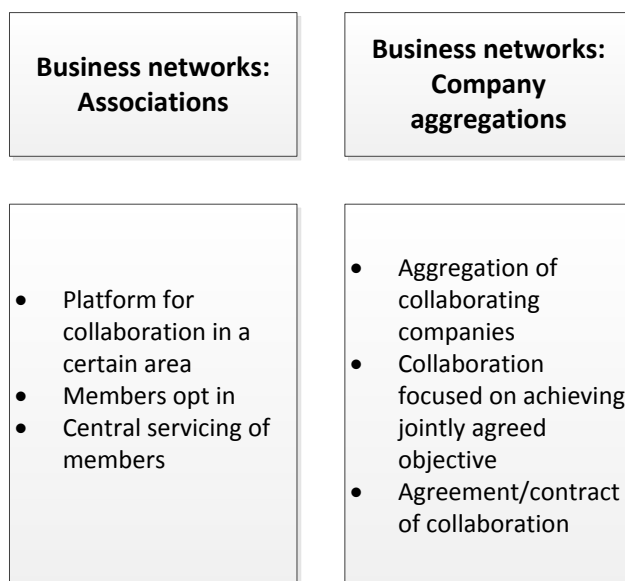 Business networks:
Associations
Business networks:
Company
aggregations
• Platform for
collaboration in a
certain area
• Members opt in
• Central servicing of
members
• Aggregation of
collaborating
companies
• Collaboration
focused on achieving
jointly agreed
objective
• Agreement/contract
of collaboration